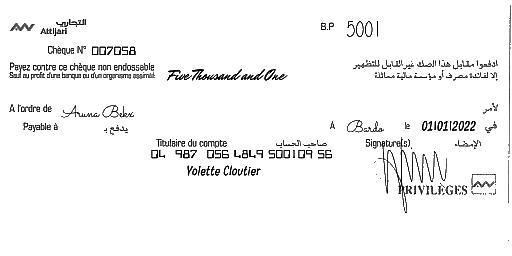 التجاري
Attijari
B.P 5001
Chèque N° 007058
Payez contre ce chèque non endossable
Sauf au profit d'une banque ou d'un organisme assimilé
Five Thousand and One
ادفعوا مقابل هذا الصك غير القابل للتظهير
إلا لفائدة مصرف أو مؤسسة مالية مماثلة
A l'ordre de Aruna Belex
لأمر
Payable à يدفع بـ
A Bardo le 01/01/2022 في
Titulaire du compte صاحب الحساب
Signature(s) الإمضاء
04 987 056 4849 500109 56
Yolette Cloutier
PRIVILÈGES